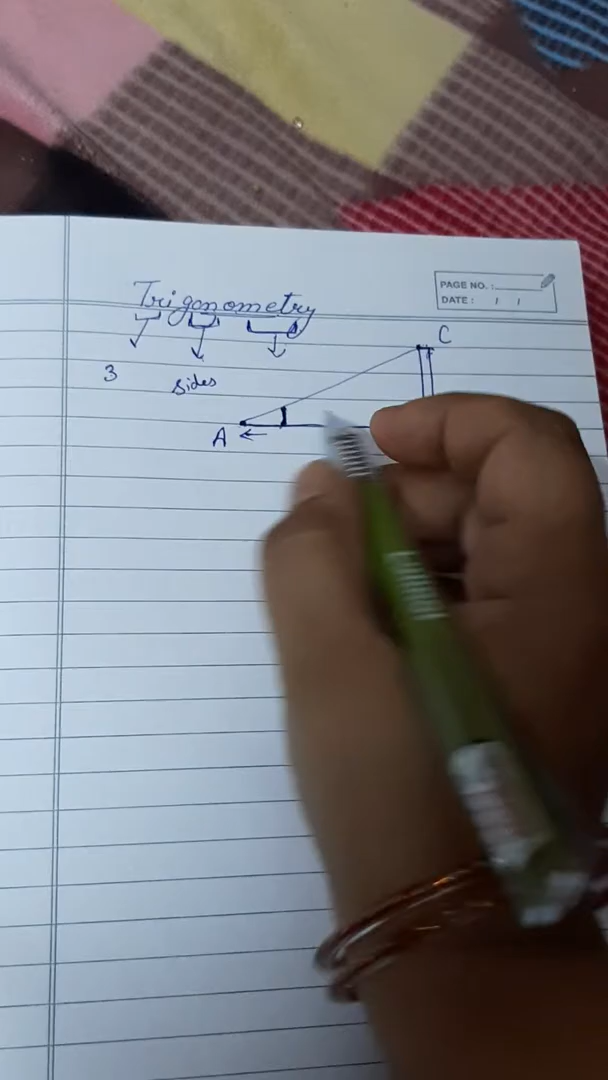 PAGE NO. :
DATE : / /
Trigonometry
C
3 sides
A